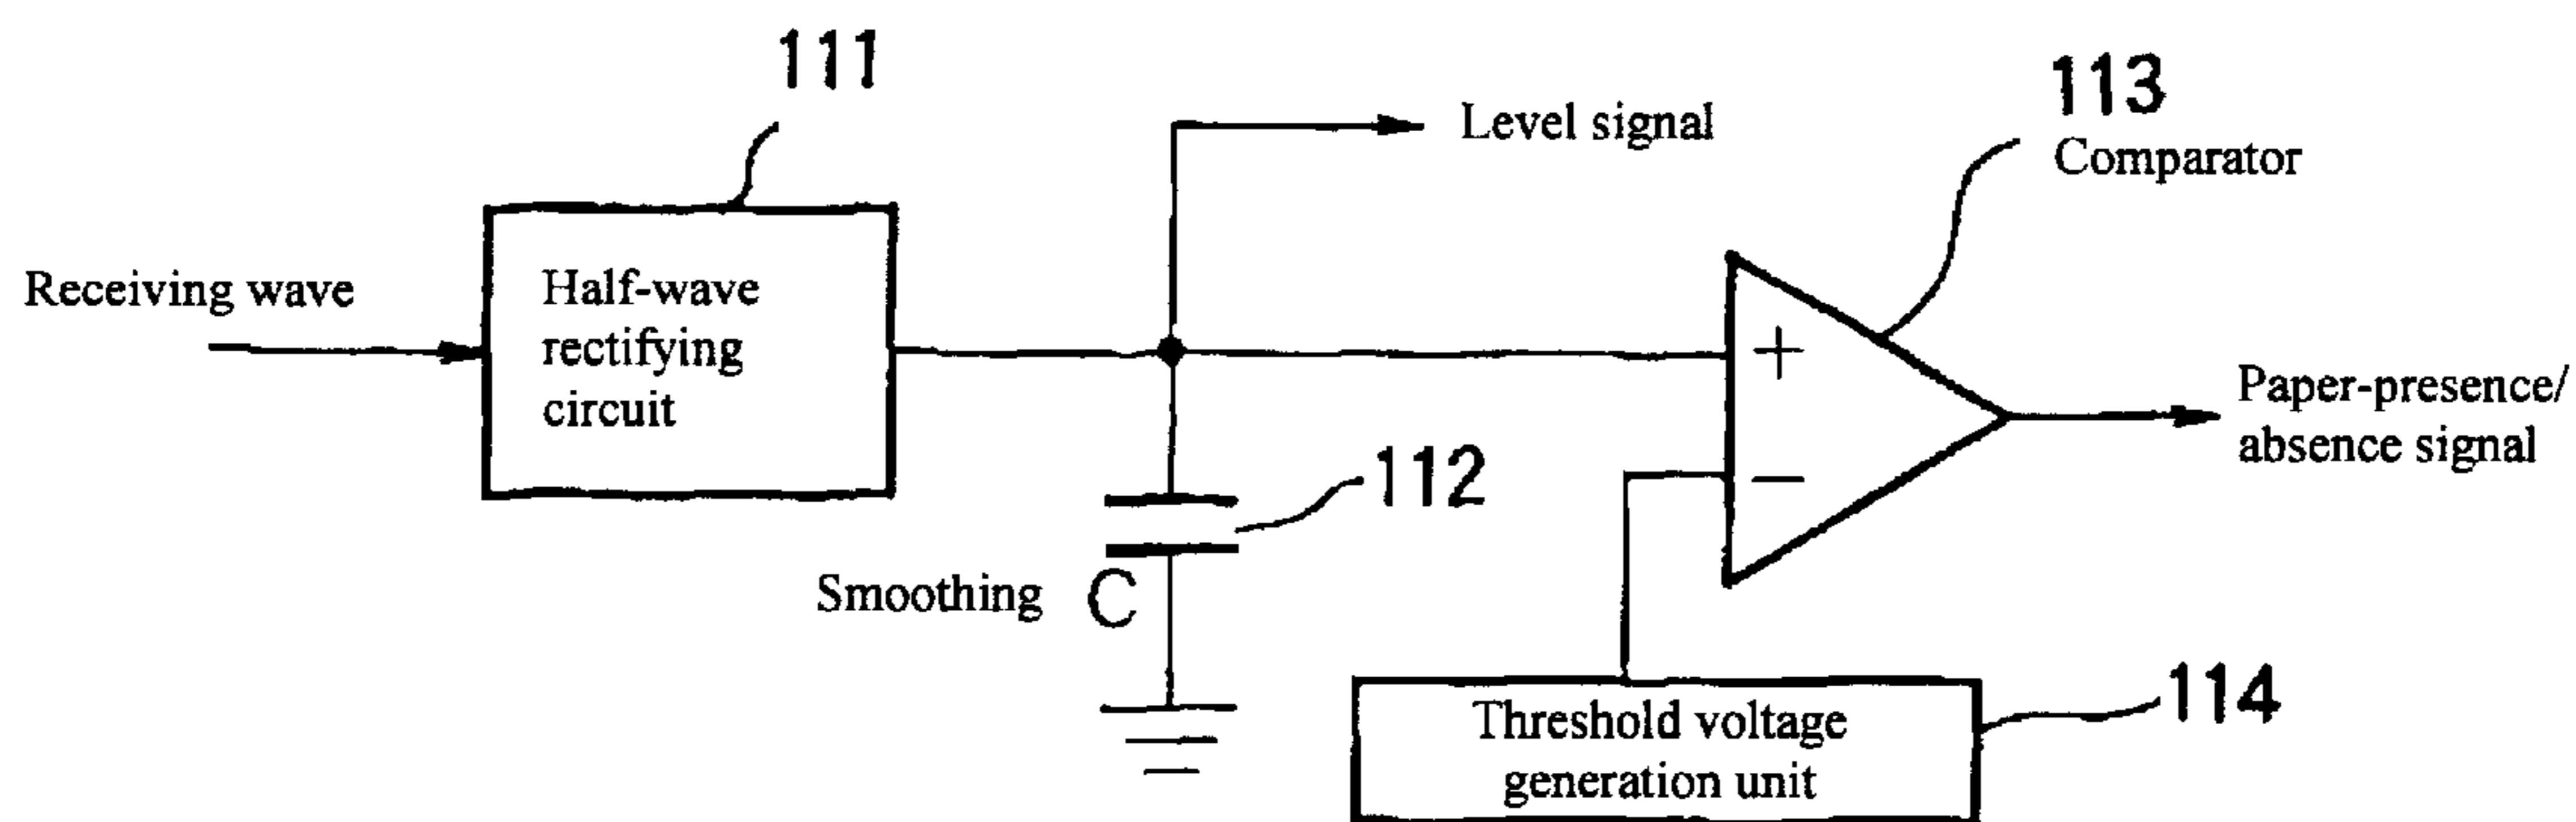 111
113
Level signal
Comparator
Receiving wave
Half-wave
rectifying
circuit
+
Paper-presence/
absence signal
−
112
Smoothing C
114
Threshold voltage
generation unit